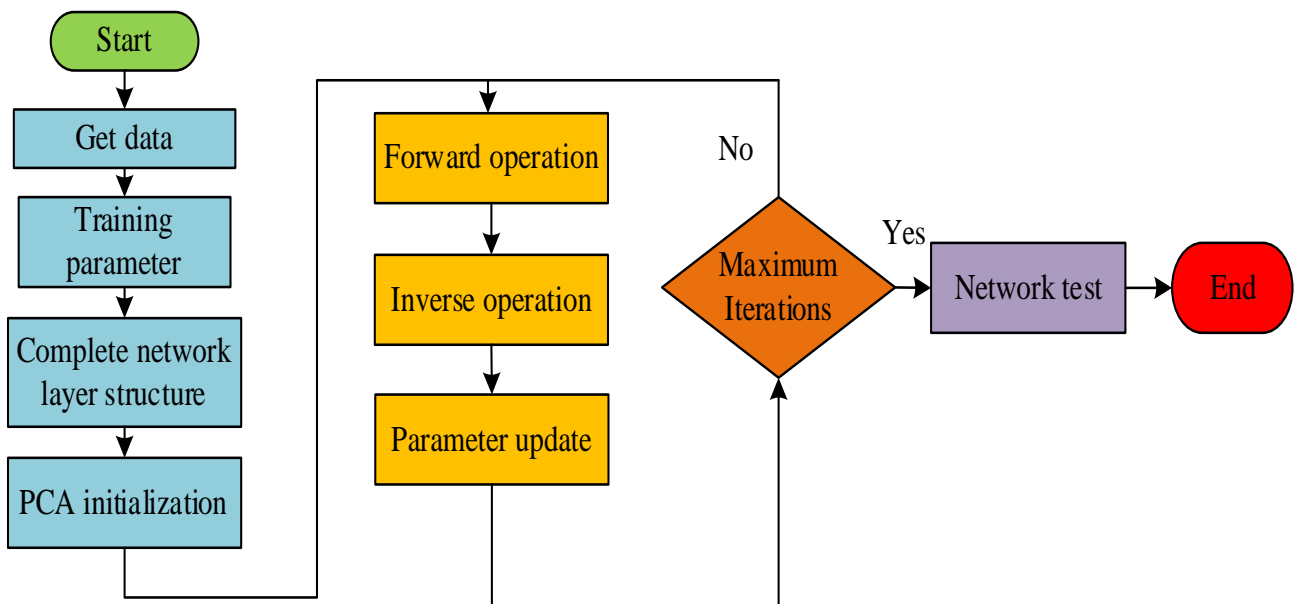 Start
Get data
Training
parameter
Complete network
layer structure
PCA initialization
Forward operation
Inverse operation
Parameter update
No
Maximum
Iterations
Yes
Network test
End